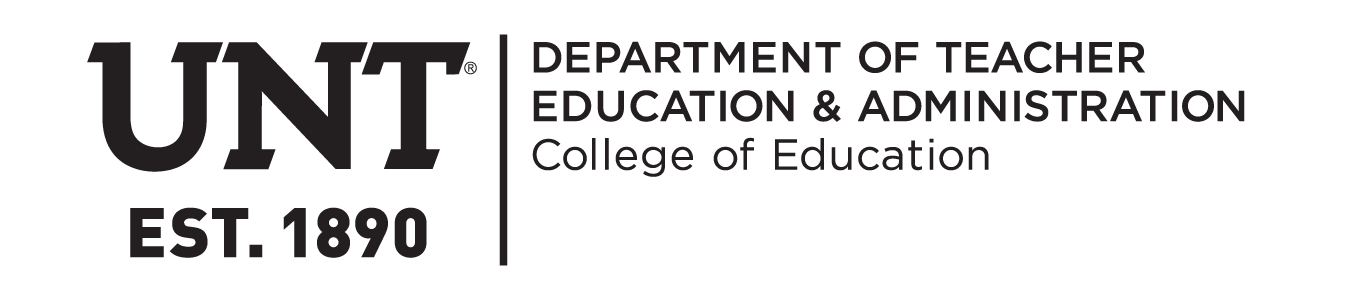 UNT®
EST. 1890
DEPARTMENT OF TEACHER
EDUCATION & ADMINISTRATION
College of Education